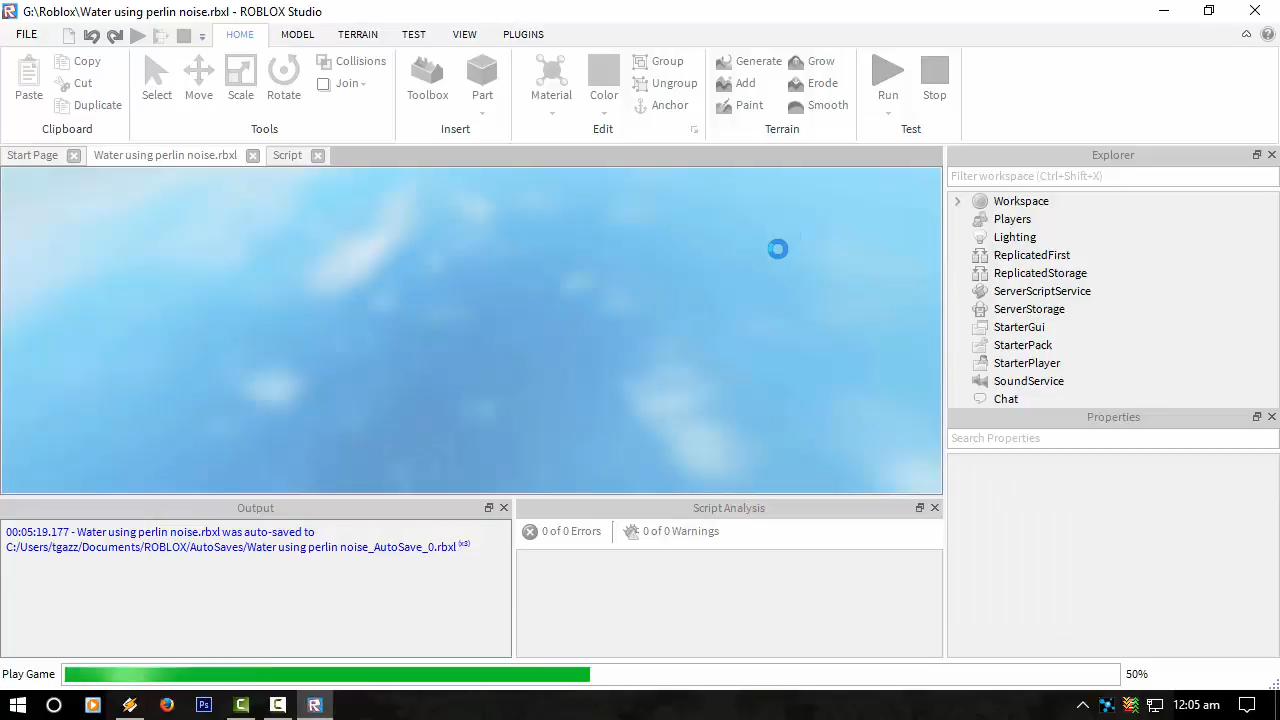 G:\Roblox\Water using perlin noise.rbxl - ROBLOX Studio
FILE HOME MODEL TERRAIN TEST VIEW PLUGINS
Paste Copy Cut Duplicate Clipboard
Select Move Scale Rotate Collisions Join Tools
Toolbox Part Insert
Material Color Group Ungroup Anchor Edit
Generate Add Paint Grow Erode Smooth Terrain
Run Stop Test
Start Page Water using perlin noise.rbxl Script
Explorer
Filter workspace (Ctrl+Shift+X)
Workspace
Players
Lighting
ReplicatedFirst
ReplicatedStorage
ServerScriptService
ServerStorage
StarterGui
StarterPack
StarterPlayer
SoundService
Chat
Properties
Search Properties
Output
00:05:19.177 - Water using perlin noise.rbxl was auto-saved to
C:/Users/tgazz/Documents/ROBLOX/AutoSaves/Water using perlin noise_AutoSave_0.rbxl (x3)
Script Analysis
0 of 0 Errors 0 of 0 Warnings
Play Game 50%
Ps
12:05 am